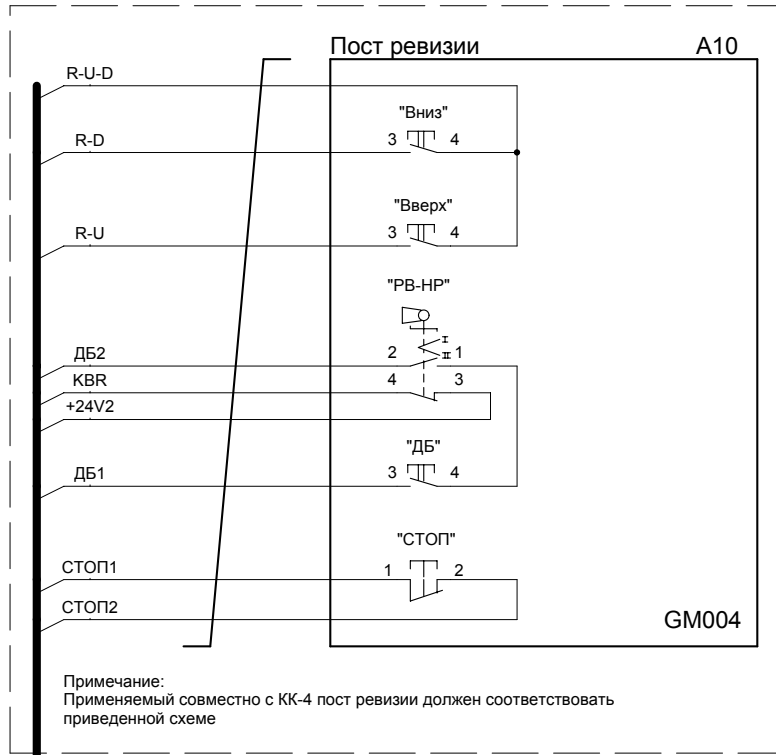 Пост ревизии A10
R-U-D
"Вниз"
R-D 3 4
"Вверх"
R-U 3 4
"РВ-НР"
I
ДБ2 2 II 1
KBR 4 3
+24V2
"ДБ"
ДБ1 3 4
"СТОП"
СТОП1 1 2
СТОП2
GM004
Примечание:
Применяемый совместно с КК-4 пост ревизии должен соответствовать
приведенной схеме